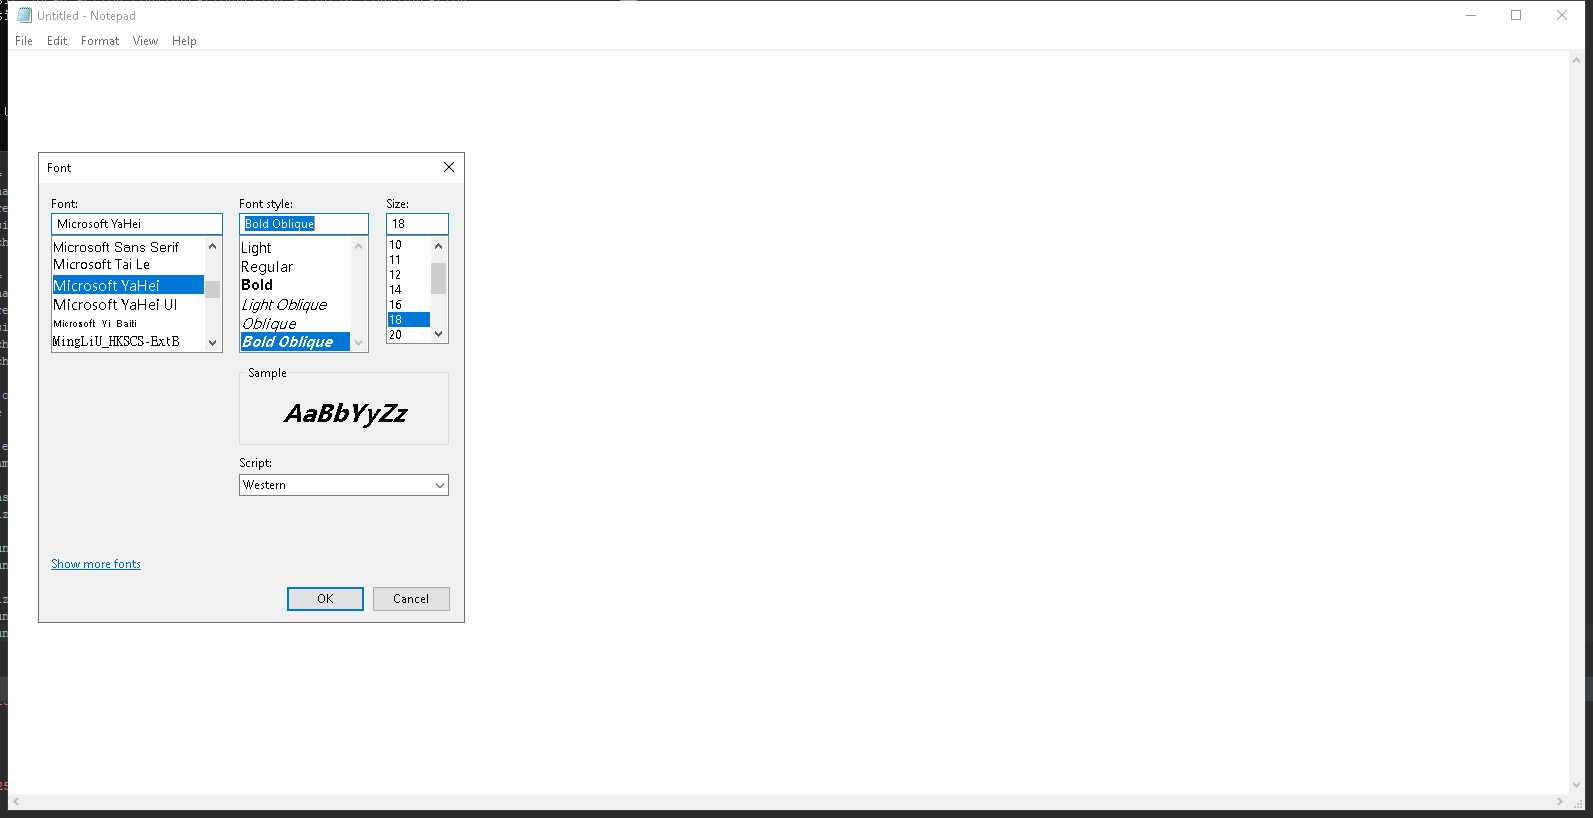 Untitled - Notepad
File Edit Format View Help
Font
Font: Font style: Size:
Microsoft YaHei Bold Oblique 18
Microsoft Sans Serif
Microsoft Tai Le
Microsoft YaHei
Microsoft YaHei UI
Microsoft Yi Baiti
MingLiU_HKSCS-ExtB
Light
Regular
Bold
Light Oblique
Oblique
Bold Oblique
10
11
12
14
16
18
20
Sample
AaBbYyZz
Script:
Western
Show more fonts
OK Cancel